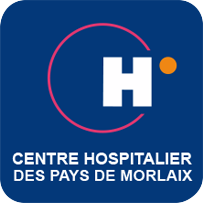 H
CENTRE HOSPITALIER
DES PAYS DE MORLAIX